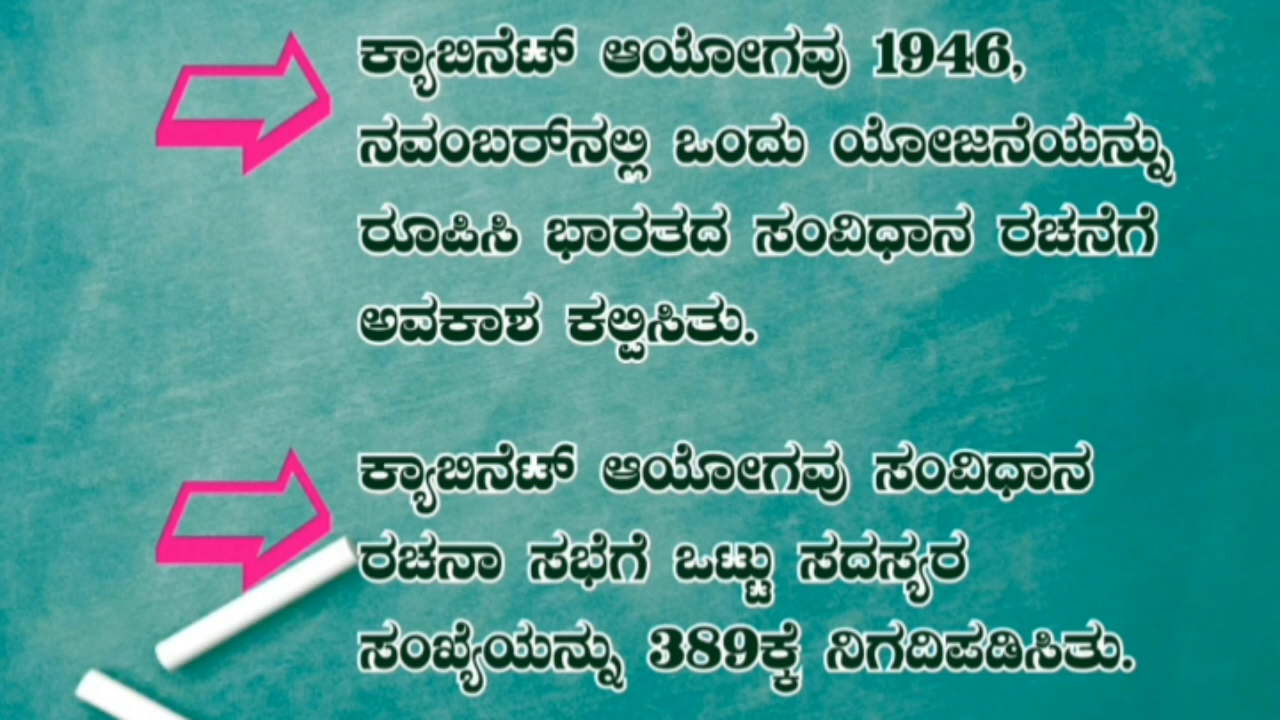 ಕ್ಯಾಬಿನೆಟ್ ಆಯೋಗವು 1946,
ನವಂಬರ್‌ನಲ್ಲಿ ಒಂದು ಯೋಜನೆಯನ್ನು
ರೂಪಿಸಿ ಭಾರತದ ಸಂವಿಧಾನ ರಚನೆಗೆ
ಅವಕಾಶ ಕಲ್ಪಿಸಿತು.
ಕ್ಯಾಬಿನೆಟ್ ಆಯೋಗವು ಸಂವಿಧಾನ
ರಚನಾ ಸಭೆಗೆ ಒಟ್ಟು ಸದಸ್ಯರ
ಸಂಖ್ಯೆಯನ್ನು 389ಕ್ಕೆ ನಿಗದಿಪಡಿಸಿತು.